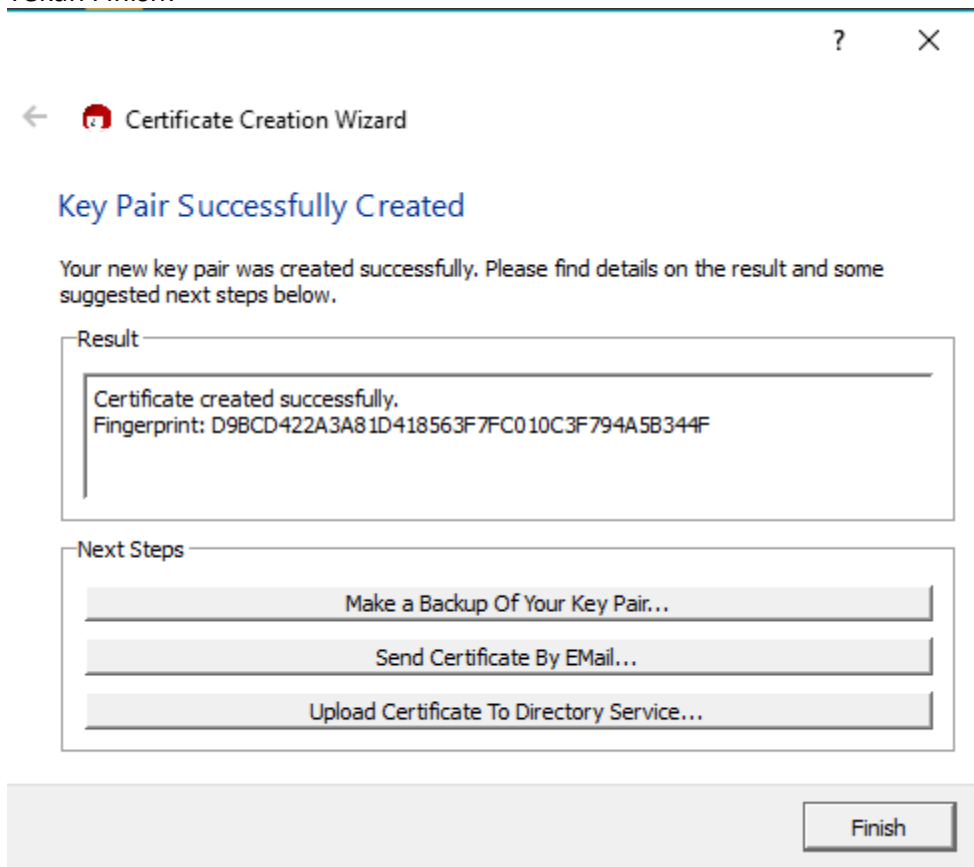 ?
Certificate Creation Wizard
Key Pair Successfully Created
Your new key pair was created successfully. Please find details on the result and some
suggested next steps below.
Result
Certificate created successfully.
Fingerprint: D9BCD422A3A81D418563F7FC010C3F794A5B344F
Next Steps
Make a Backup Of Your Key Pair...
Send Certificate By EMail...
Upload Certificate To Directory Service...
Finish